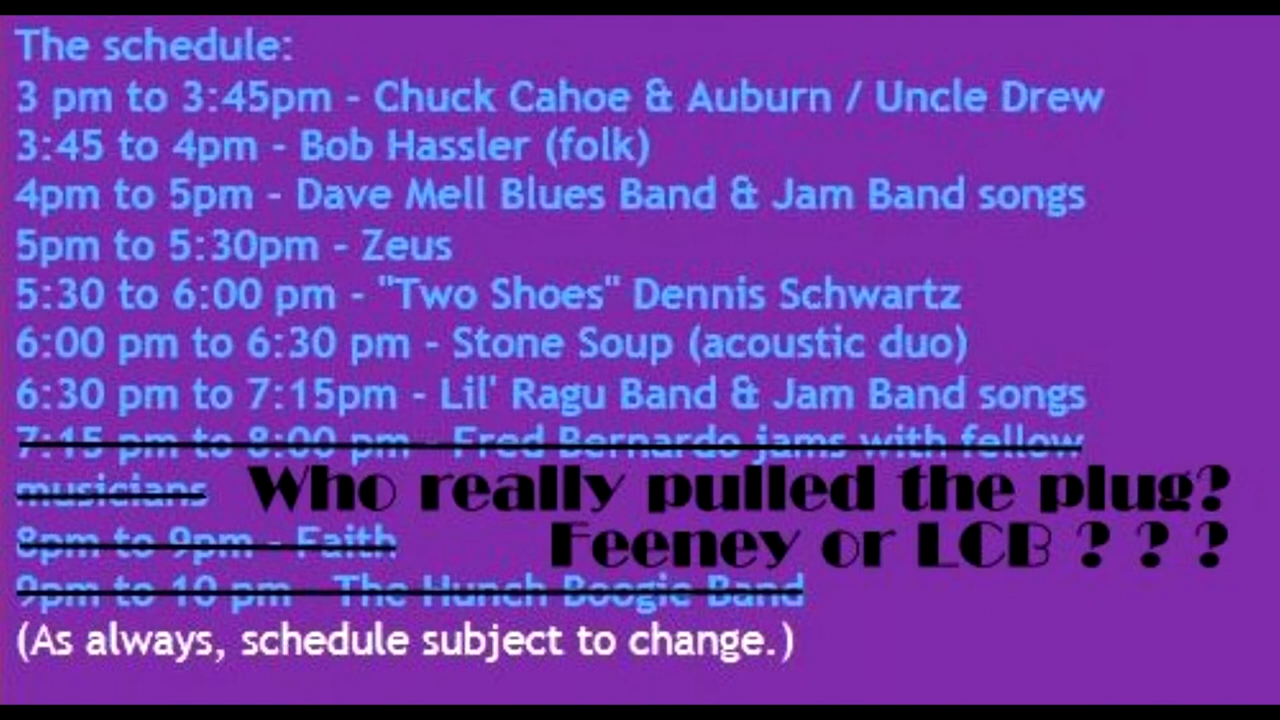 The schedule:
3 pm to 3:45pm - Chuck Cahoe & Auburn / Uncle Drew
3:45 to 4pm - Bob Hassler (folk)
4pm to 5pm - Dave Mell Blues Band & Jam Band songs
5pm to 5:30pm - Zeus
5:30 to 6:00 pm - "Two Shoes" Dennis Schwartz
6:00 pm to 6:30 pm - Stone Soup (acoustic duo)
6:30 pm to 7:15pm - Lil' Ragu Band & Jam Band songs
7:15 pm to 8:00 pm - Fred Bernardo jams with fellow
musicians
Who really pulled the plug?
8pm to 9pm - Faith
Feeney or LCB ? ? ?
9pm to 10 pm - The Hunch Boogie Band
(As always, schedule subject to change.)